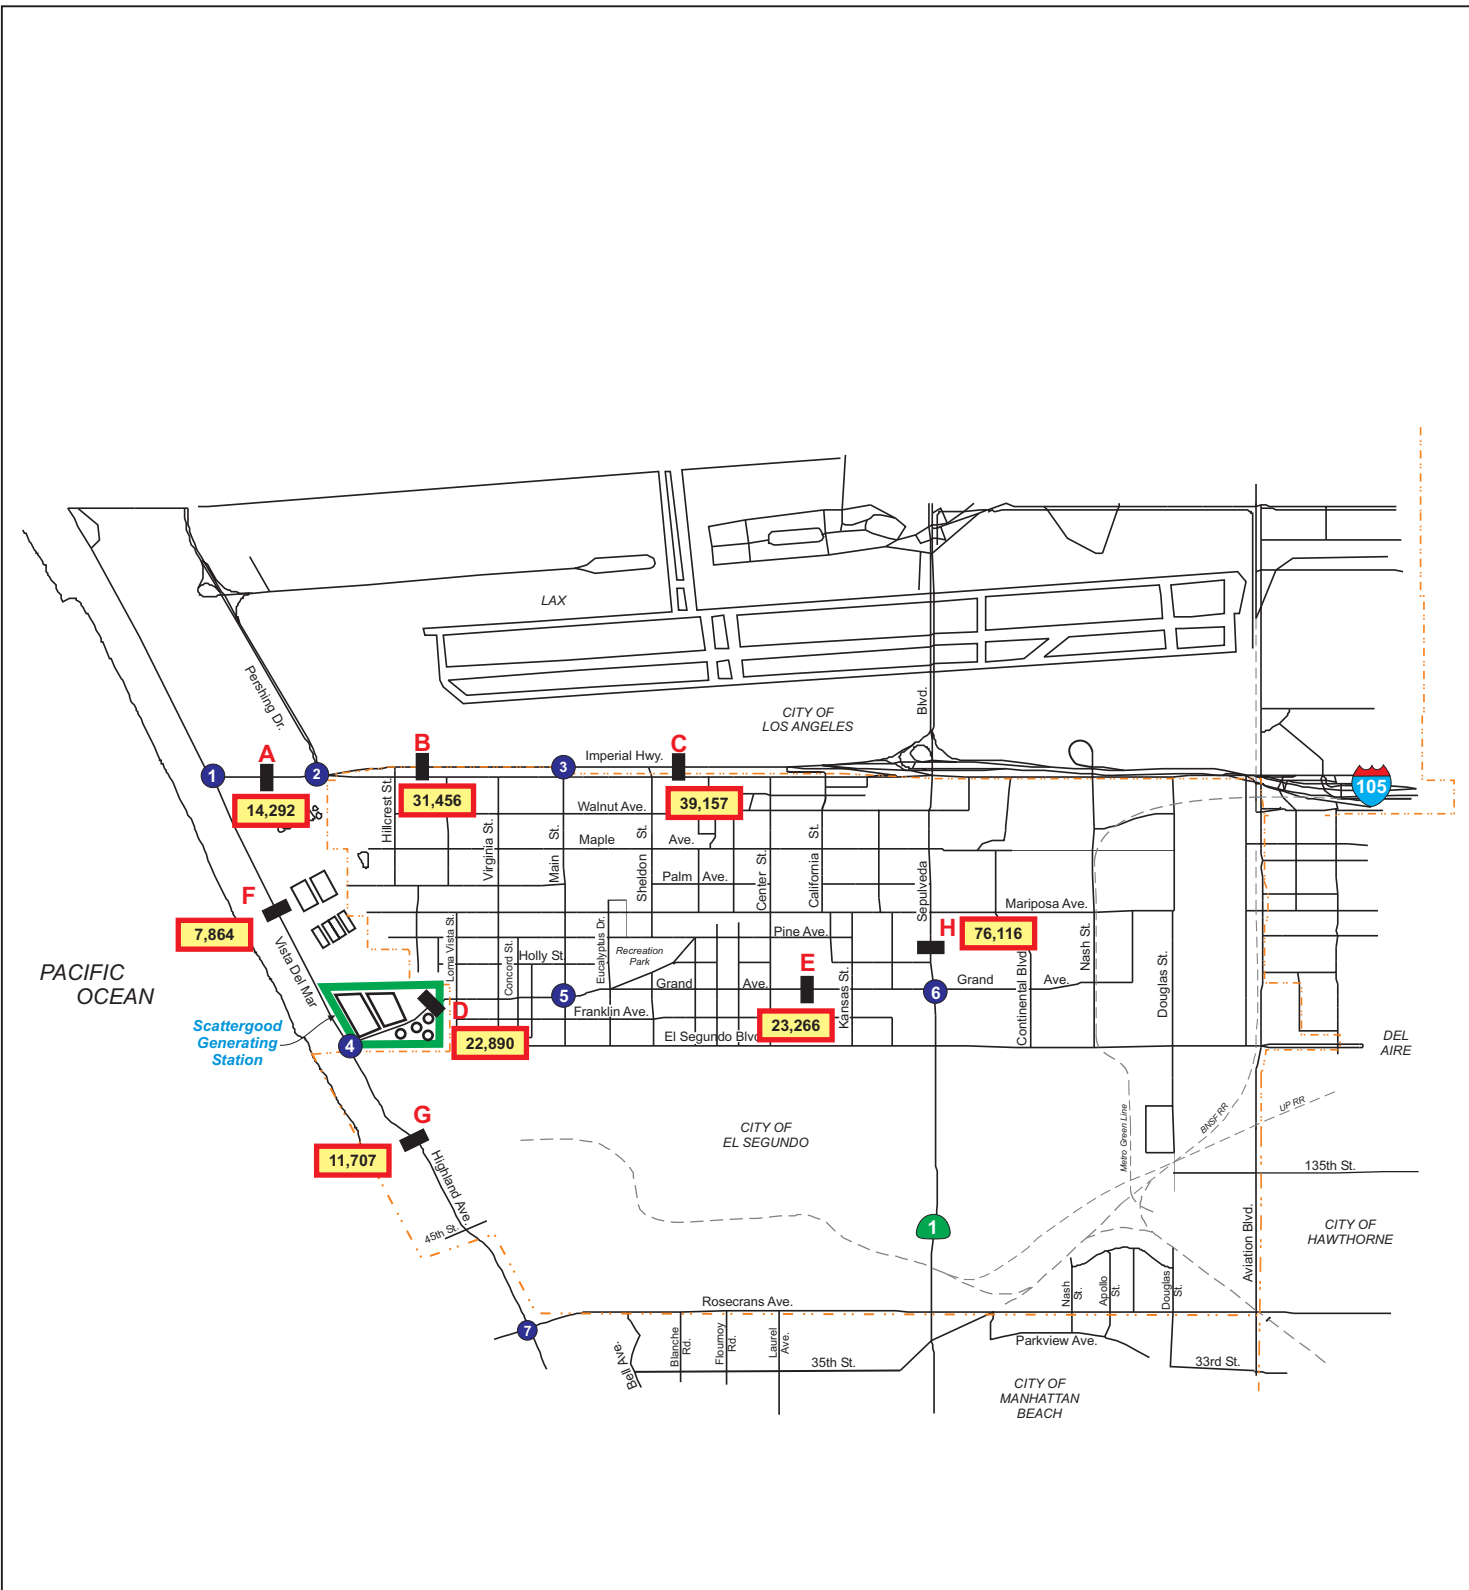 LAX
Pershing Dr.
Blvd.
CITY OF
LOS ANGELES
A
B
C
1
2
3
Imperial Hwy.
105
14,292
31,456
39,157
Hillcrest St.
Walnut Ave.
Virginia St.
Main St.
Maple Ave.
Sheldon St.
Palm Ave.
Center St.
California St.
Sepulveda
Mariposa Ave.
F
7,864
Vista Del Mar
Loma Vista St.
Concord St.
Holly St.
Eucalyptus Dr.
Recreation
Park
Pine Ave.
H
76,116
Nash St.
Douglas St.
Continental Blvd.
PACIFIC
OCEAN
E
Grand Ave.
Kansas St.
Grand Ave.
5
6
D
Franklin Ave.
23,266
Scattergood
Generating
Station
4
22,890
El Segundo Blvd
DEL
AIRE
G
11,707
Highland Ave.
45th St.
CITY OF
EL SEGUNDO
Metro Green Line
BNSF RR
UP RR
135th St.
1
Aviation Blvd.
CITY OF
HAWTHORNE
Nash
St.
Apollo
St.
Douglas
St.
Rosecrans Ave.
7
Bell Ave.
Blanche
Rd.
Flournoy
Rd.
Laurel
Ave.
35th St.
Parkview Ave.
33rd St.
CITY OF
MANHATTAN
BEACH